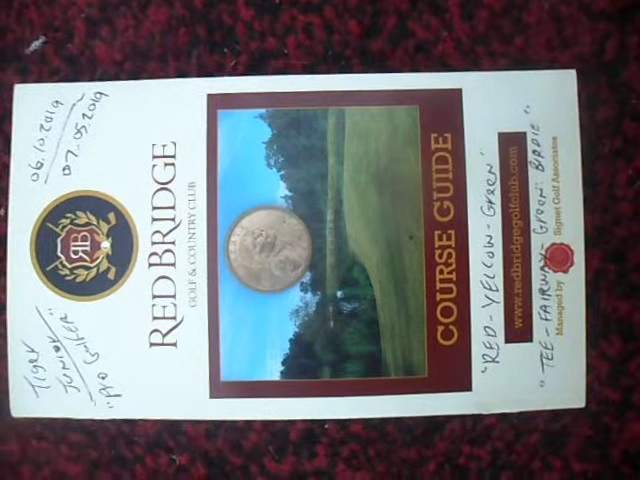 06.10.2019
07.05.2019
Tiger
JUNIOR
"Pro Golfer"
RB
RED BRIDGE
GOLF & COUNTRY CLUB
COURSE GUIDE
"RED-YELLOW-Green"
www.redbridgegolfclub.com
"TEE-FAIRWAY-Green: BIRDIE".
Managed by Signet Golf Associates